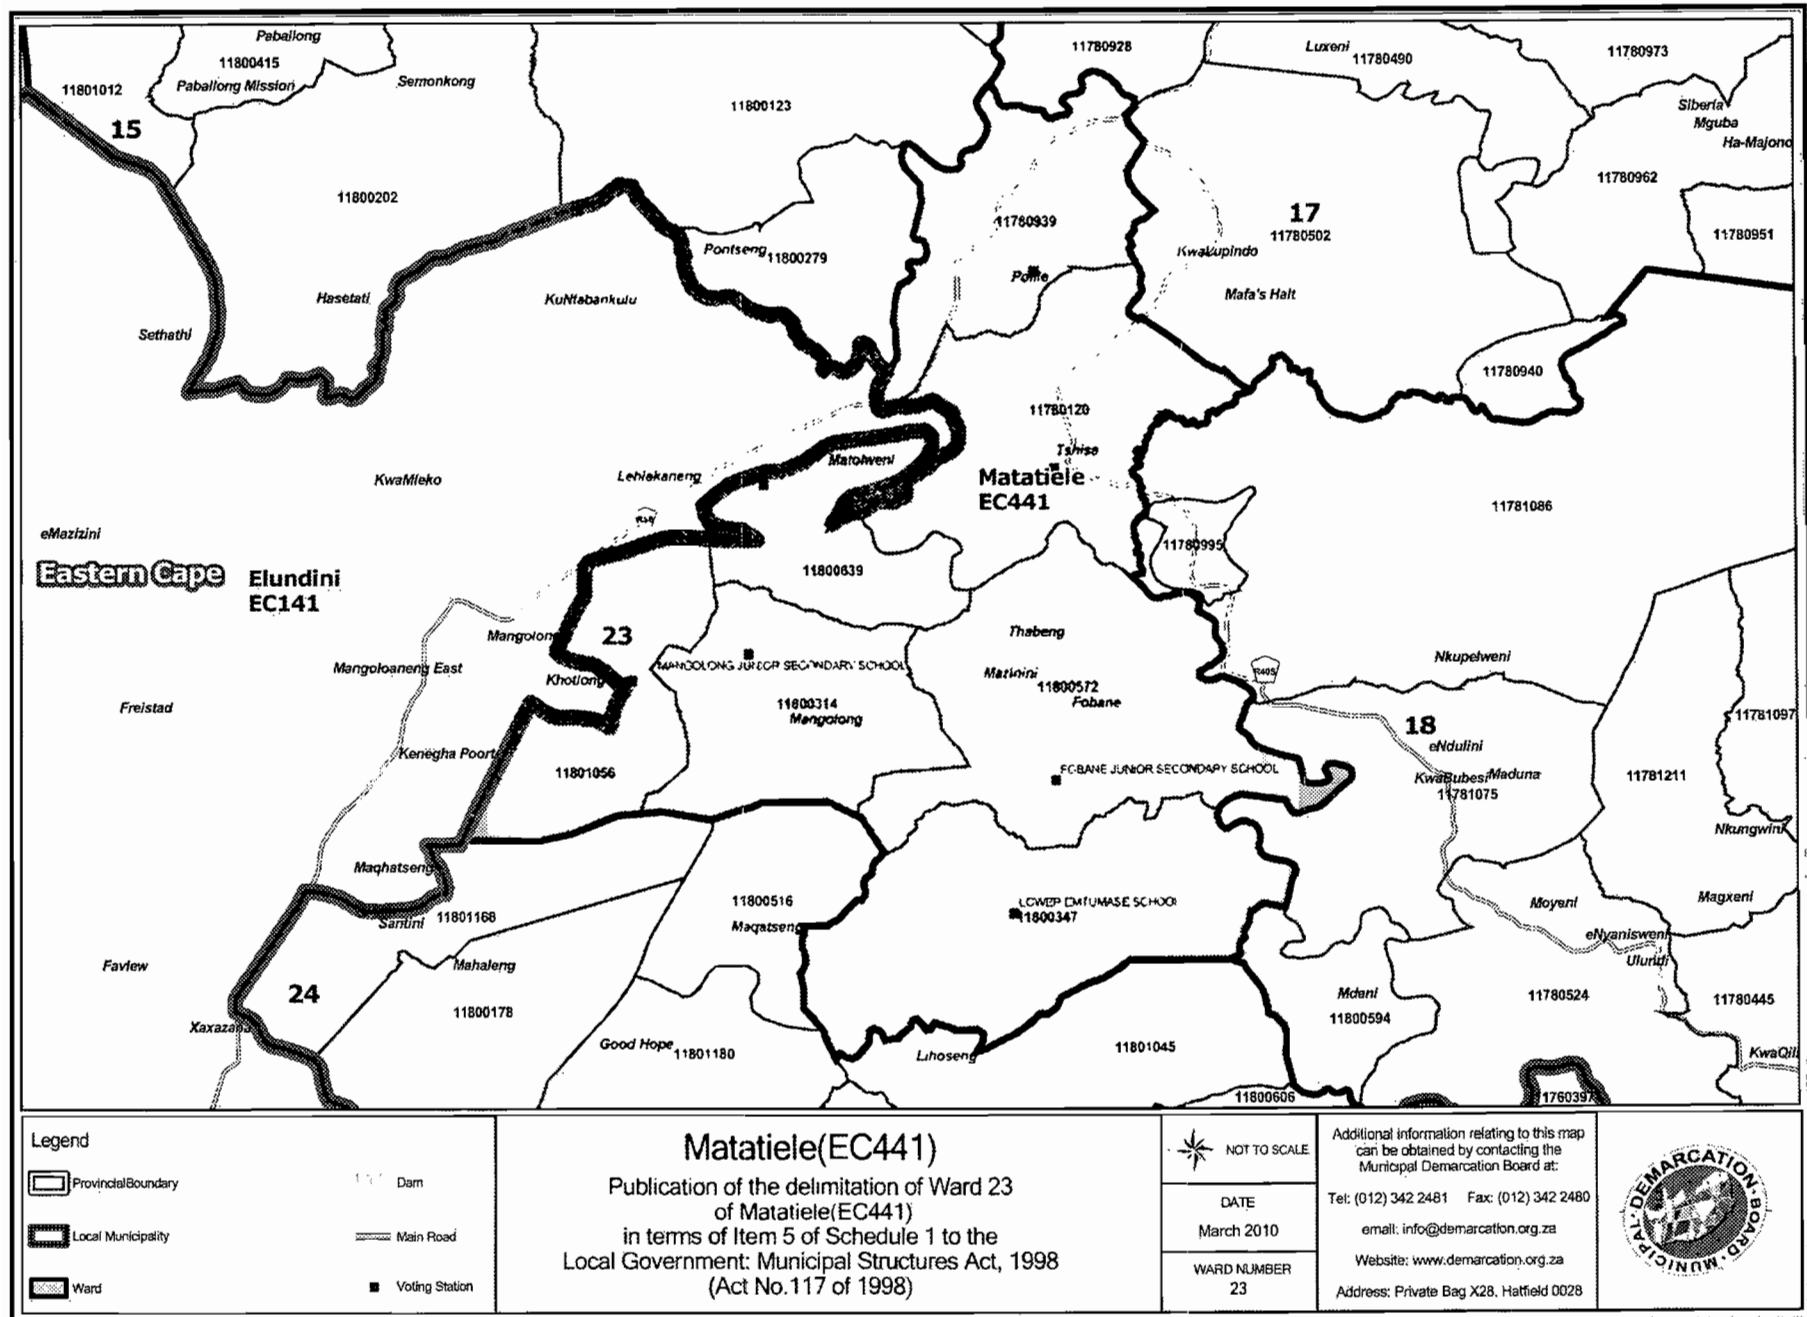 Paballong
11800415
Paballong Mission
11801012
Semonkong
15
11800123
11780928
Luxeni
11780490
11780973
Siberia
Mguba
Ha-Majono
11780962
11800202
11780939
17
11780502
11780951
Pontseng
11800279
KwaLupindo
Mafa's Halt
Hasetati
KuNtabankulu
Sethathi
11780940
11780120
Tshisa
Matolweni
Lehlakaneng
KwaMleko
Matatiele
EC441
11781086
eMazizini
11780995
Eastern Cape
Elundini
EC141
11800639
23
Thabeng
Mangolong
MANGOLONG JUNIOR SECONDARY SCHOOL
Mangoloaneng East
Khotlong
Mazinini
11800572
Fobane
Nkupelweni
R405
Freistad
11800314
Mangolong
18
11781097
eNdulini
Kenegha Poort
11801056
FOBANE JUNIOR SECONDARY SCHOOL
KwaBubesi
Maduna
11781075
11781211
Nkungwini
Maqhatseng
Santini
11801168
11800516
Maqatseng
LOWER EMTUMASE SCHOOL
11800347
Moyeni
Magxeni
eNyanisweni
Ulundi
Faview
Mahaleng
24
11800178
Mdeni
11800594
11780524
11780445
Good Hope
11801180
Lihoseng
11801045
KwaQili
11800606
1760397
Legend
Provincial Boundary
Local Municipality
Ward
Dam
Main Road
Voting Station
Matatiele(EC441)
Publication of the delimitation of Ward 23
of Matatiele(EC441)
in terms of Item 5 of Schedule 1 to the
Local Government: Municipal Structures Act, 1998
(Act No.117 of 1998)
NOT TO SCALE
DATE
March 2010
WARD NUMBER
23
Additional information relating to this map
can be obtained by contacting the
Municipal Demarcation Board at:
Tel: (012) 342 2481 Fax: (012) 342 2480
email: info@demarcation.org.za
Website: www.demarcation.org.za
Address: Private Bag X28, Hatfield 0028
MUNICIPAL DEMARCATION BOARD